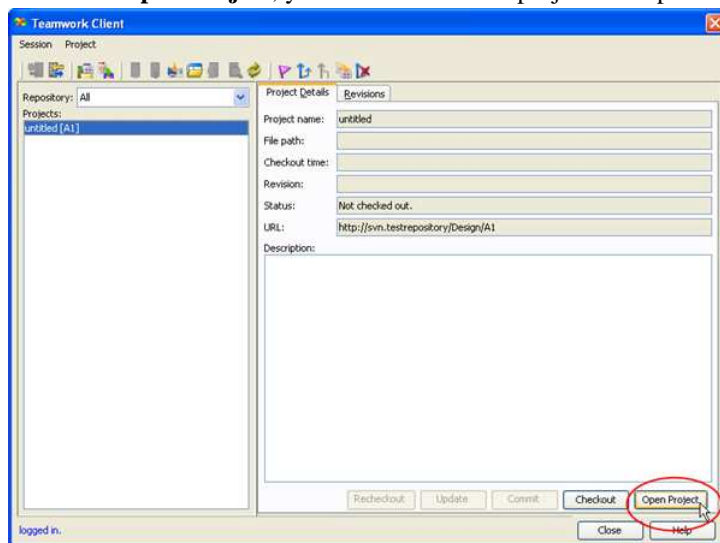 Teamwork Client
Session Project
Repository: All
Projects:
untitled [A1]
Project Details Revisions
Project name: untitled
File path:
Checkout time:
Revision:
Status: Not checked out.
URL: http://svn.testrepository/Design/A1
Description:
Recheckout Update Commit Checkout Open Project
logged in.
Close Help